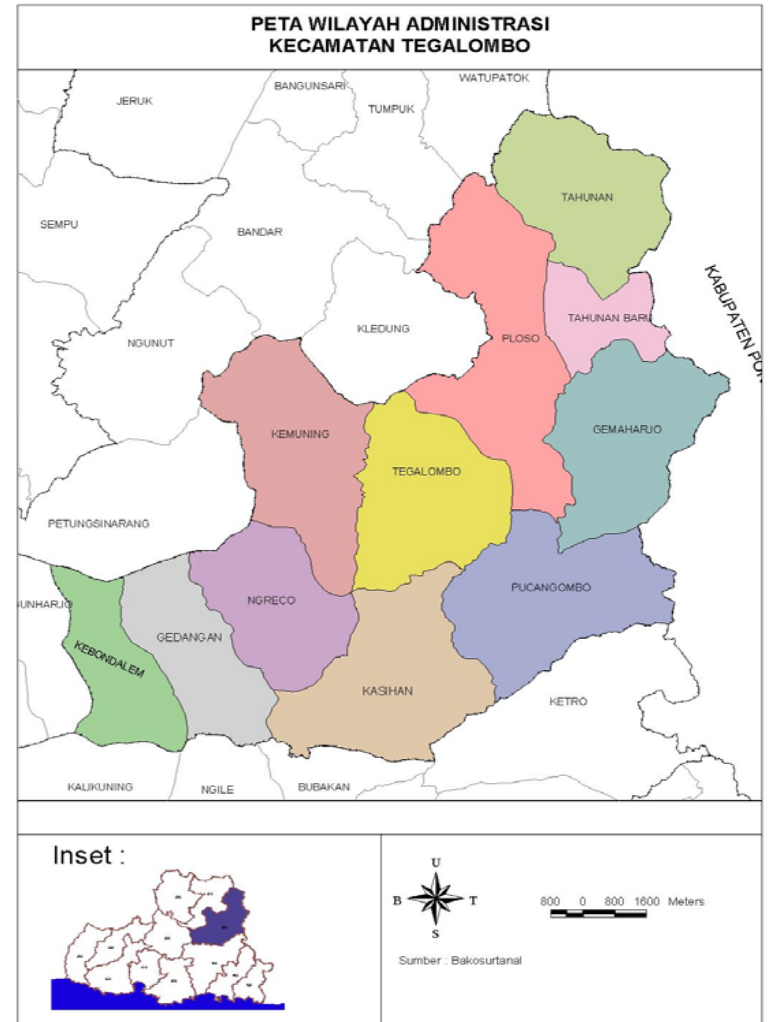 PETA WILAYAH ADMINISTRASI
KECAMATAN TEGALOMBO
WATUPATOK
BANGUNSARI
JERUK
TUMPUK
TAHUNAN
SEMPU
BANDAR
KABUPATEN PON
TAHUNAN BARU
KLEDUNG
PLOSO
NGUNUT
GEMAHARJO
KEMUNING
TEGALOMBO
PETUNGSINARANG
PUCANGOMBO
NGRECO
UNHARJO
GEDANGAN
KEBONDALEM
KASIHAN
KETRO
KALIKUNING
NGILE
BUBAKAN
Inset :
U
B
T
S
800 0 800 1600 Meters
Sumber : Bakosurtanal